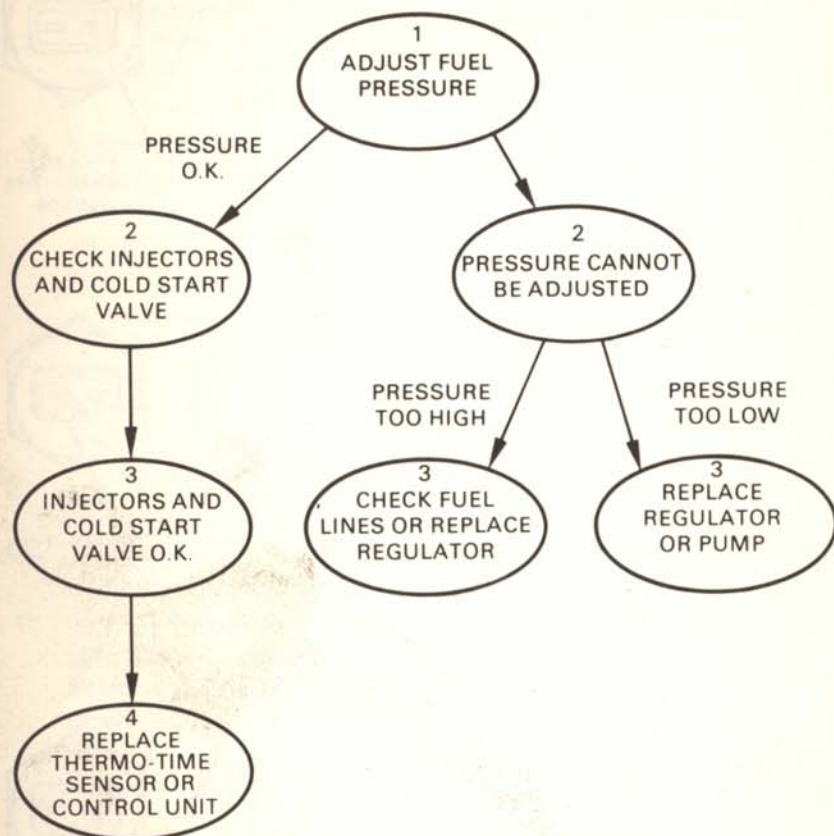 1
ADJUST FUEL
PRESSURE
PRESSURE
O.K.
2
CHECK INJECTORS
AND COLD START
VALVE
2
PRESSURE CANNOT
BE ADJUSTED
PRESSURE
TOO HIGH
PRESSURE
TOO LOW
3
INJECTORS AND
COLD START
VALVE O.K.
3
CHECK FUEL
LINES OR REPLACE
REGULATOR
3
REPLACE
REGULATOR
OR PUMP
4
REPLACE
THERMO-TIME
SENSOR OR
CONTROL UNIT